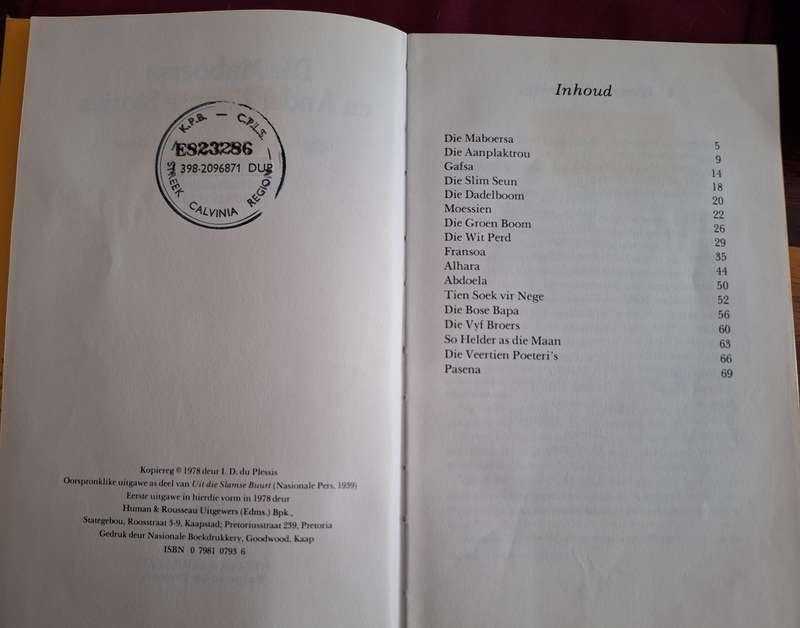 K.P.B. — C.P.L.S.
E823286
398-2096871 DUP
STREEK CALVINIA REGION
Kopiereg © 1978 deur I. D. du Plessis
Oorspronklike uitgawe as deel van Uit die Slamse Buurt (Nasionale Pers, 1939)
Eerste uitgawe in hierdie vorm in 1978 deur
Human & Rousseau Uitgewers (Edms.) Bpk.,
Stategebou, Roosstraat 3-9, Kaapstad; Pretoriusstraat 239, Pretoria
Gedruk deur Nasionale Boekdrukkery, Goodwood, Kaap
ISBN 0 7981 0793 6
Inhoud
Die Maboersa 5
Die Aanplaktrou 9
Gafsa 14
Die Slim Seun 18
Die Dadelboom 20
Moessien 22
Die Groen Boom 26
Die Wit Perd 29
Fransoa 35
Alhara 44
Abdoela 50
Tien Soek vir Nege 52
Die Bose Bapa 56
Die Vyf Broers 60
So Helder as die Maan 63
Die Veertien Poeteri's 66
Pasena 69